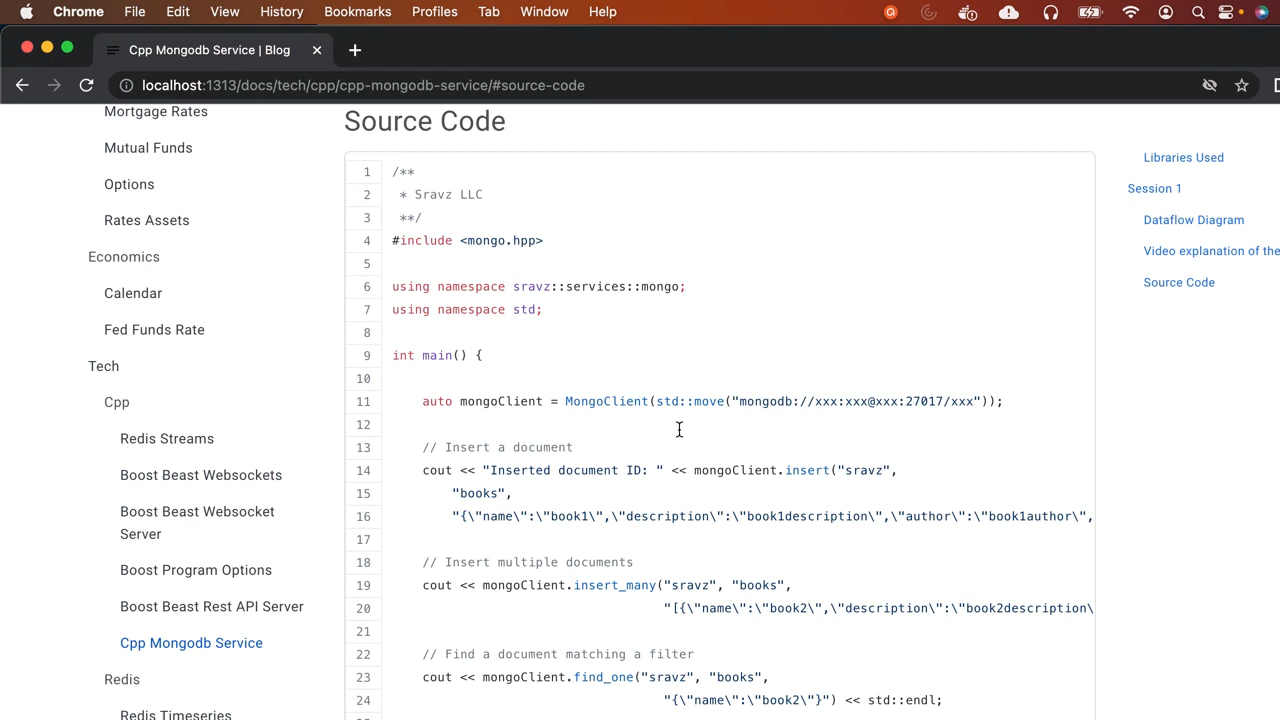 Chrome File Edit View History Bookmarks Profiles Tab Window Help
Cpp Mongodb Service | Blog
localhost:1313/docs/tech/cpp/cpp-mongodb-service/#source-code
Mortgage Rates
Mutual Funds
Options
Rates Assets
Economics
Calendar
Fed Funds Rate
Tech
Cpp
Redis Streams
Boost Beast Websockets
Boost Beast Websocket
Server
Boost Program Options
Boost Beast Rest API Server
Cpp Mongodb Service
Redis
Redis Timeseries
Source Code
1 /**
2 * Sravz LLC
3 **/
4 #include <mongo.hpp>
5
6 using namespace sravz::services::mongo;
7 using namespace std;
8
9 int main() {
10
11 auto mongoClient = MongoClient(std::move("mongodb://xxx:xxx@xxx:27017/xxx"));
12
13 // Insert a document
14 cout << "Inserted document ID: " << mongoClient.insert("sravz",
15 "books",
16 "{\"name\":\"book1\",\"description\":\"book1description\",\"author\":\"book1author\",
17
18 // Insert multiple documents
19 cout << mongoClient.insert_many("sravz", "books",
20 "[{\"name\":\"book2\",\"description\":\"book2description\
21
22 // Find a document matching a filter
23 cout << mongoClient.find_one("sravz", "books",
24 "{\"name\":\"book2\"}") << std::endl;
Libraries Used
Session 1
Dataflow Diagram
Video explanation of the
Source Code